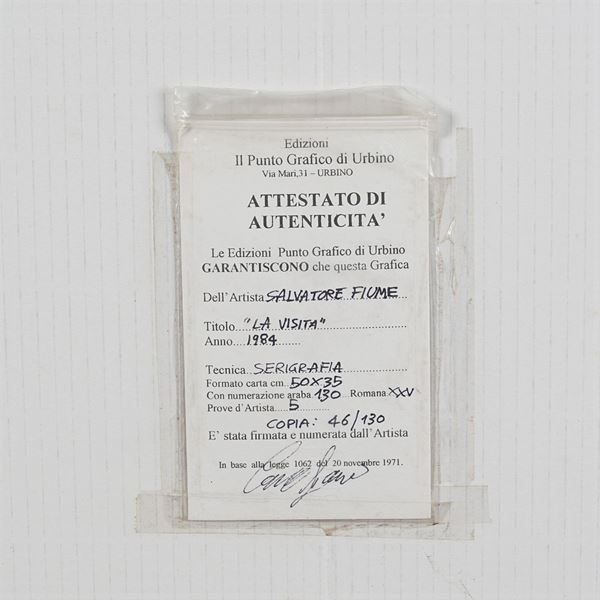 Edizioni
Il Punto Grafico di Urbino
Via Mari,31 – URBINO
ATTESTATO DI
AUTENTICITA'
Le Edizioni Punto Grafico di Urbino
GARANTISCONO che questa Grafica
Dell'Artista SALVATORE FIUME
Titolo "LA VISITA"
Anno 1984
Tecnica SERIGRAFIA
Formato carta cm. 50X35
Con numerazione araba 130 Romana XXV
Prove d'Artista 5
COPIA: 46/130
E' stata firmata e numerata dall'Artista
In base alla legge 1062 del 20 novembre 1971.